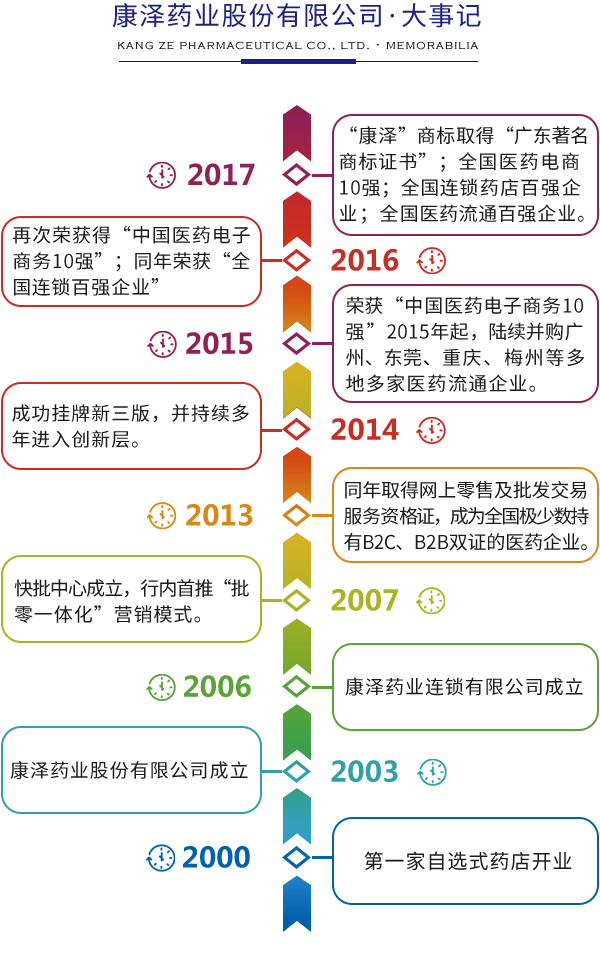 康泽药业股份有限公司·大事记
KANG ZE PHARMACEUTICAL CO., LTD. · MEMORABILIA
2017
“康泽”商标取得“广东著名
商标证书”；全国医药电商
10强；全国连锁药店百强企
业；全国医药流通百强企业。
再次荣获得“中国医药电子
商务10强”；同年荣获“全
国连锁百强企业”
2016
2015
荣获“中国医药电子商务10
强”2015年起，陆续并购广
州、东莞、重庆、梅州等多
地多家医药流通企业。
成功挂牌新三版，并持续多
年进入创新层。
2014
2013
同年取得网上零售及批发交易
服务资格证，成为全国极少数持
有B2C、B2B双证的医药企业。
快批中心成立，行内首推“批
零一体化”营销模式。
2007
2006
康泽药业连锁有限公司成立
康泽药业股份有限公司成立
2003
2000
第一家自选式药店开业